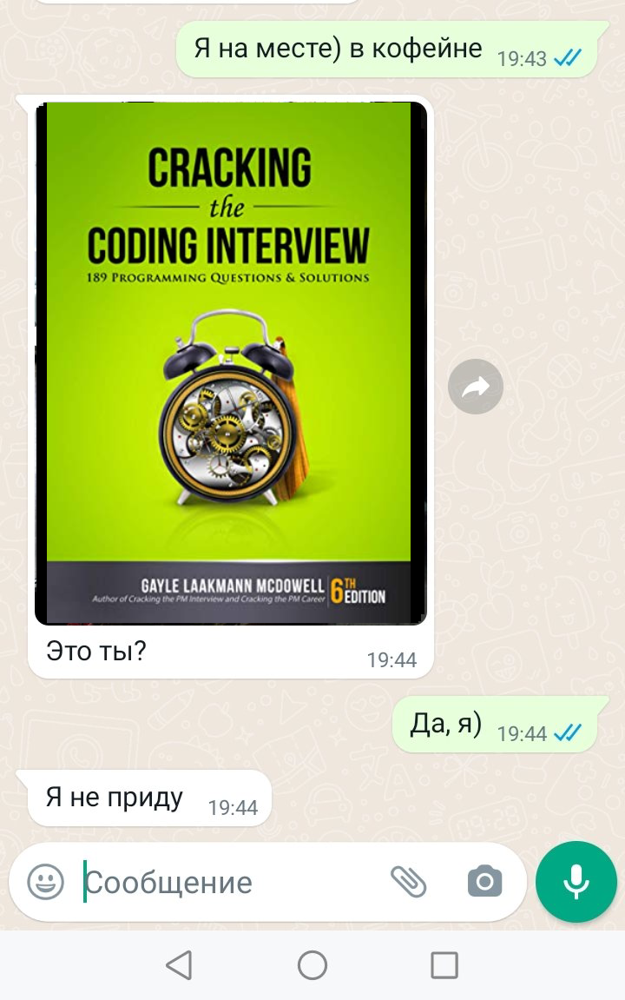 Я на месте) в кофейне 19:43
CRACKING
the
CODING INTERVIEW
189 PROGRAMMING QUESTIONS & SOLUTIONS
GAYLE LAAKMANN MCDOWELL
Author of Cracking the PM Interview and Cracking the PM Career
6TH EDITION
Это ты? 19:44
Да, я) 19:44
Я не приду 19:44
Сообщение